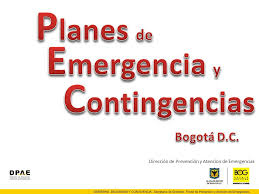 Planes de
Emergencia y
Contingencias
Bogotá D.C.
Dirección de Prevención y Atención de Emergencias
DPAE
BOG